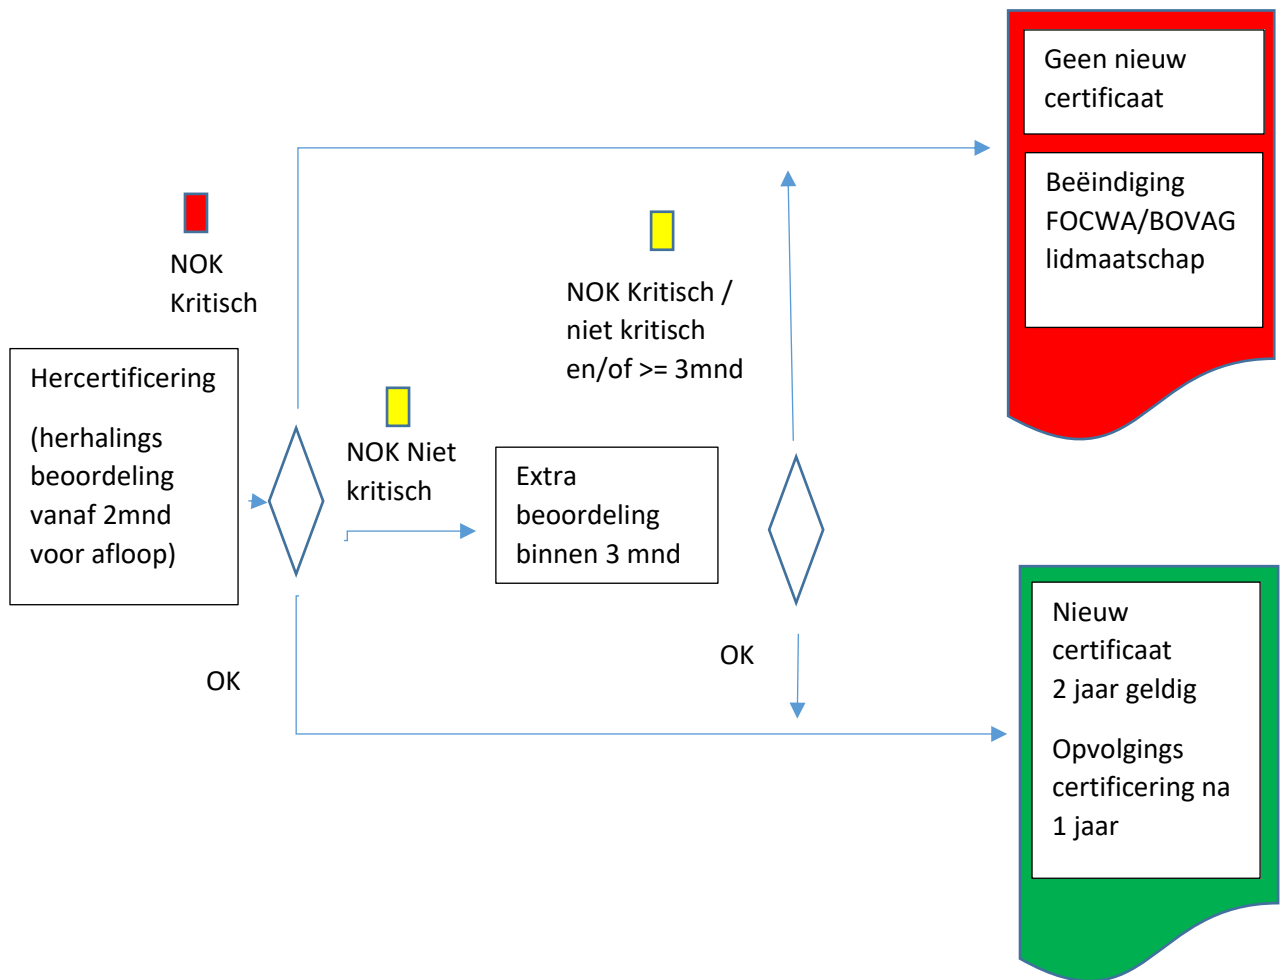 Geen nieuw
certificaat
Beëindiging
FOCWA/BOVAG
lidmaatschap
NOK
Kritisch
NOK Kritisch /
niet kritisch
en/of >= 3mnd
Hercertificering
(herhalings
beoordeling
vanaf 2mnd
voor afloop)
NOK Niet
kritisch
Extra
beoordeling
binnen 3 mnd
OK
OK
Nieuw
certificaat
2 jaar geldig
Opvolgings
certificering na
1 jaar